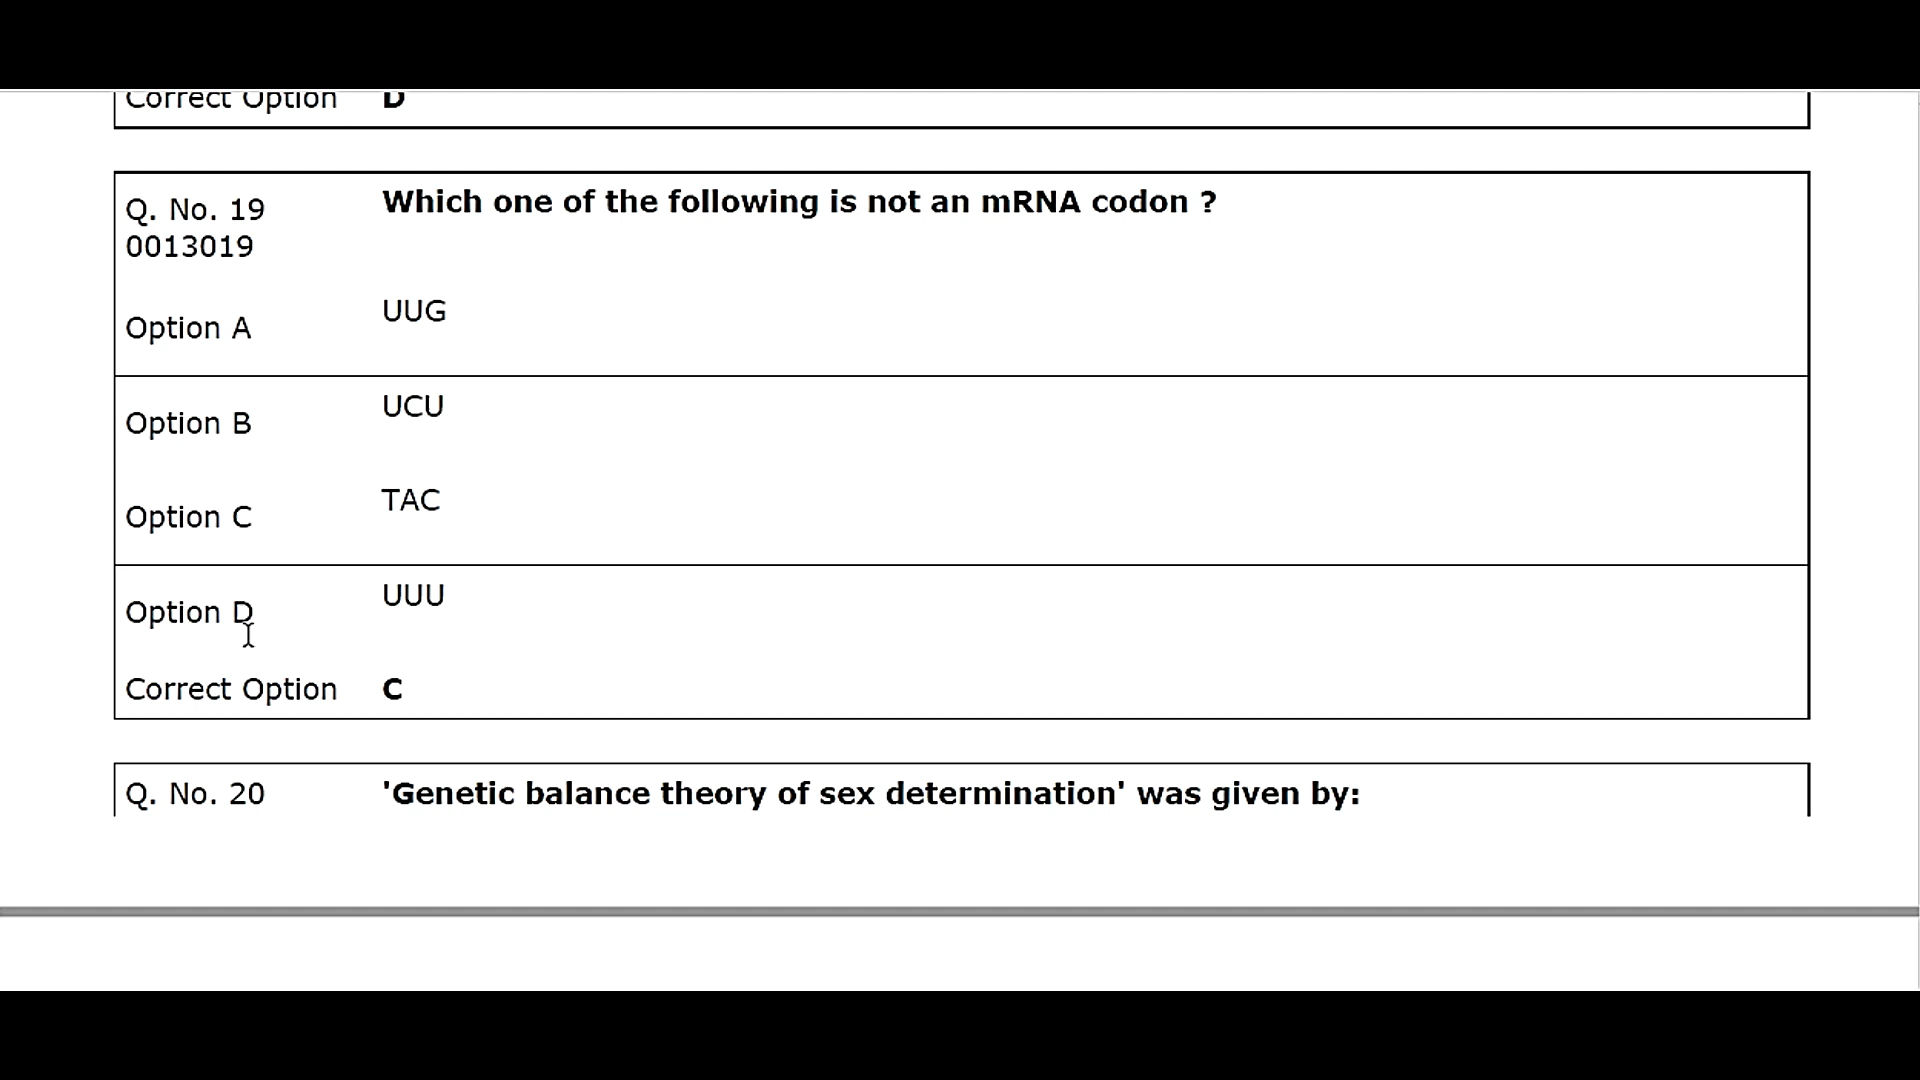 Correct Option D
Q. No. 19 Which one of the following is not an mRNA codon ?
0013019
Option A UUG
Option B UCU
Option C TAC
Option D UUU
Correct Option C
Q. No. 20 'Genetic balance theory of sex determination' was given by: